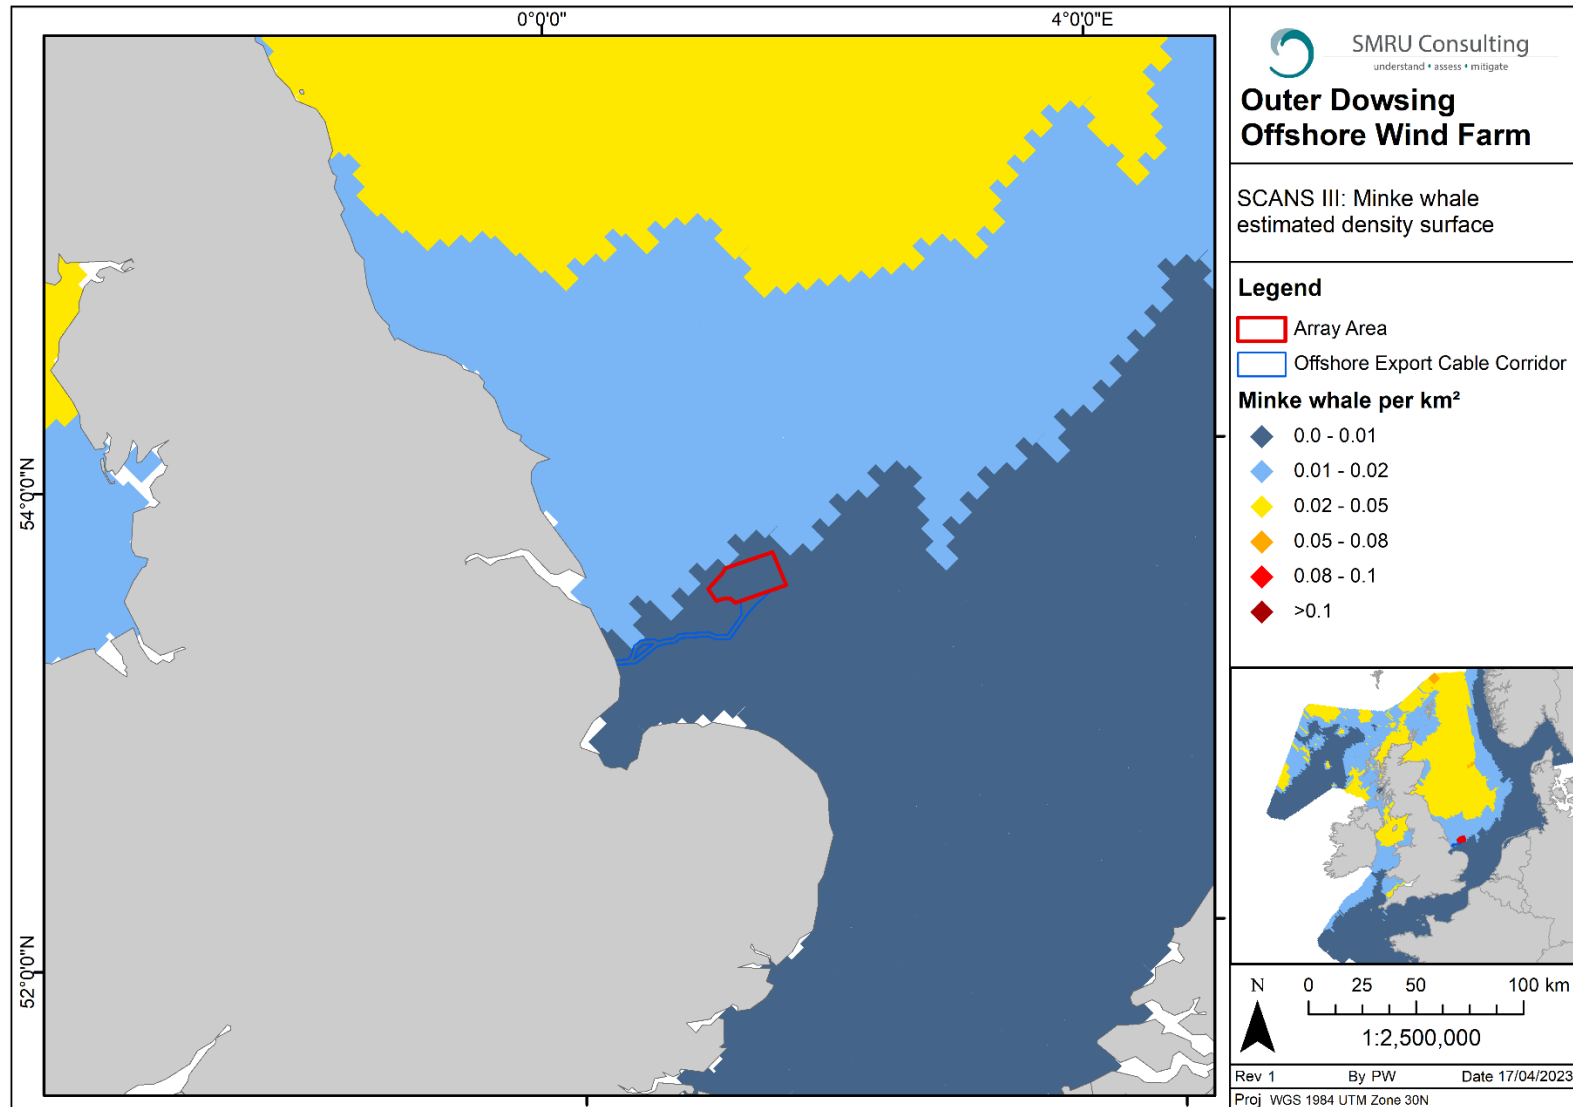 0°0'0"
4°0'0"E
54°0'0"N
52°0'0"N
SMRU Consulting
understand • assess • mitigate
Outer Dowsing
Offshore Wind Farm
SCANS III: Minke whale
estimated density surface
Legend
Array Area
Offshore Export Cable Corridor
Minke whale per km²
0.0 - 0.01
0.01 - 0.02
0.02 - 0.05
0.05 - 0.08
0.08 - 0.1
>0.1
N
0 25 50 100 km
1:2,500,000
Rev 1 By PW Date 17/04/2023
Proj WGS 1984 UTM Zone 30N